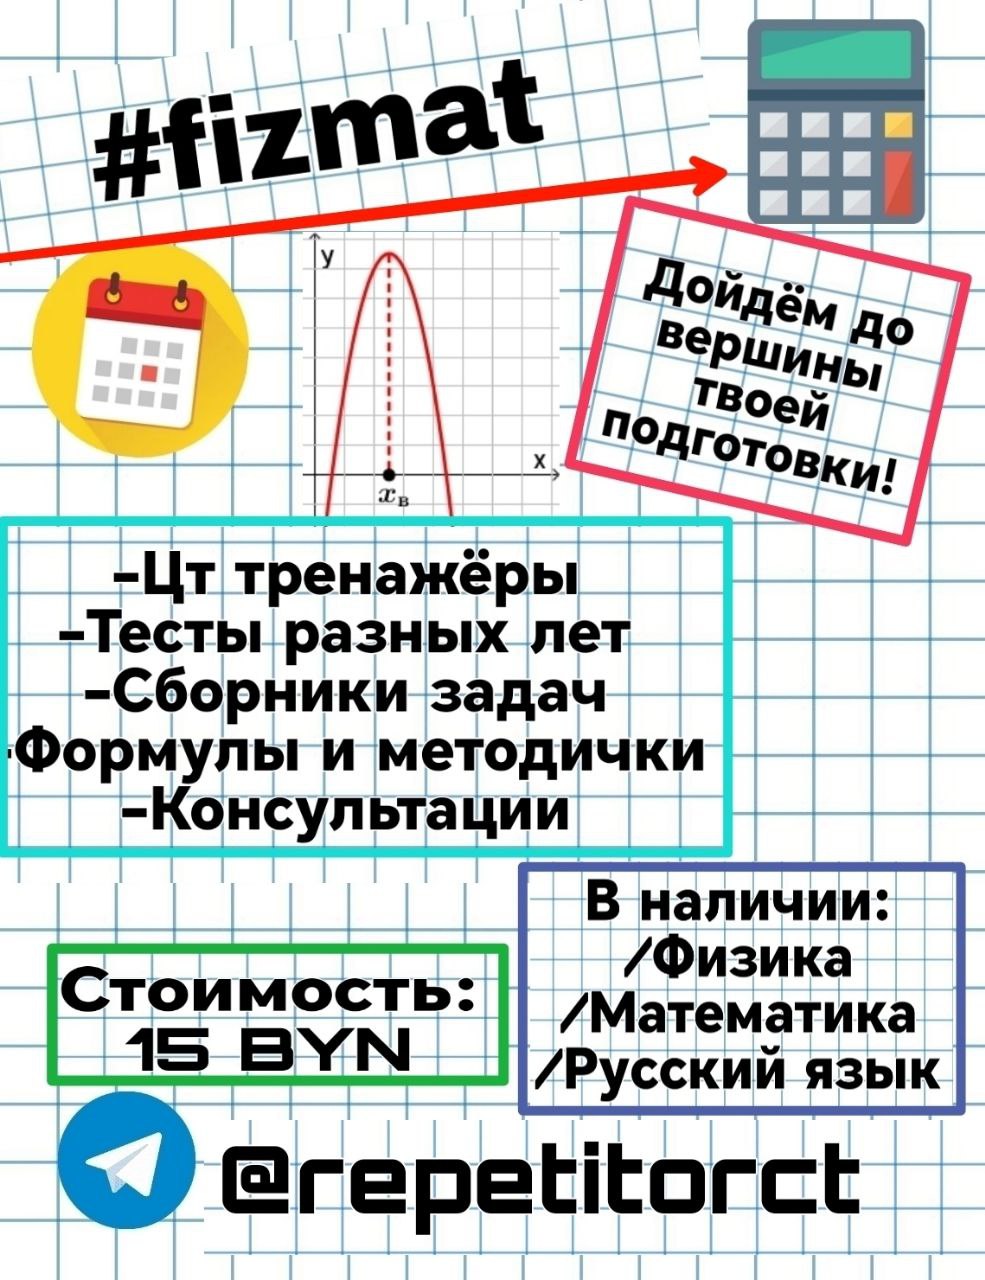 #fizmat
y
x
xв
Дойдём до
вершины
твоей
подготовки!
-Цт тренажёры
-Тесты разных лет
-Сборники задач
-Формулы и методички
-Консультации
В наличии:
/Физика
/Математика
/Русский язык
Стоимость:
15 BYN
@repetitorct